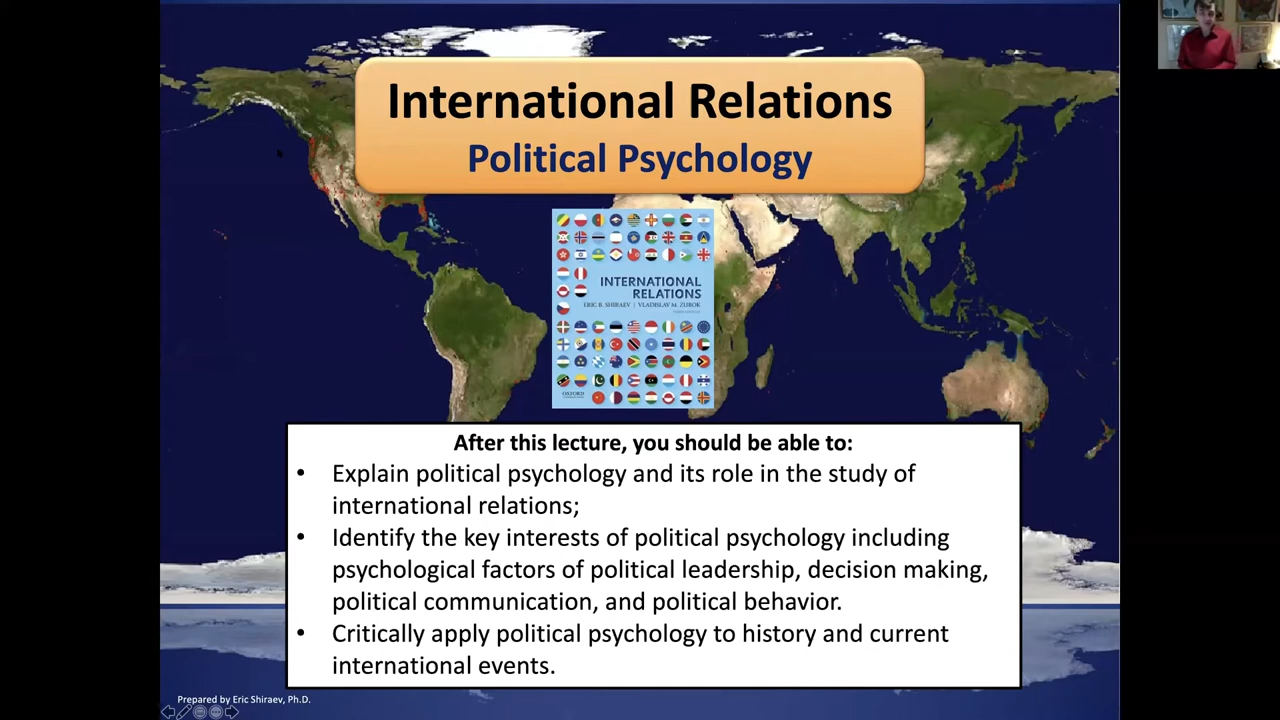 International Relations
Political Psychology
INTERNATIONAL
RELATIONS
ERIC B. SHIRAEV | VLADISLAV M. ZUBOK
OXFORD
After this lecture, you should be able to:
• Explain political psychology and its role in the study of
international relations;
• Identify the key interests of political psychology including
psychological factors of political leadership, decision making,
political communication, and political behavior.
• Critically apply political psychology to history and current
international events.
Prepared by Eric Shiraev, Ph.D.